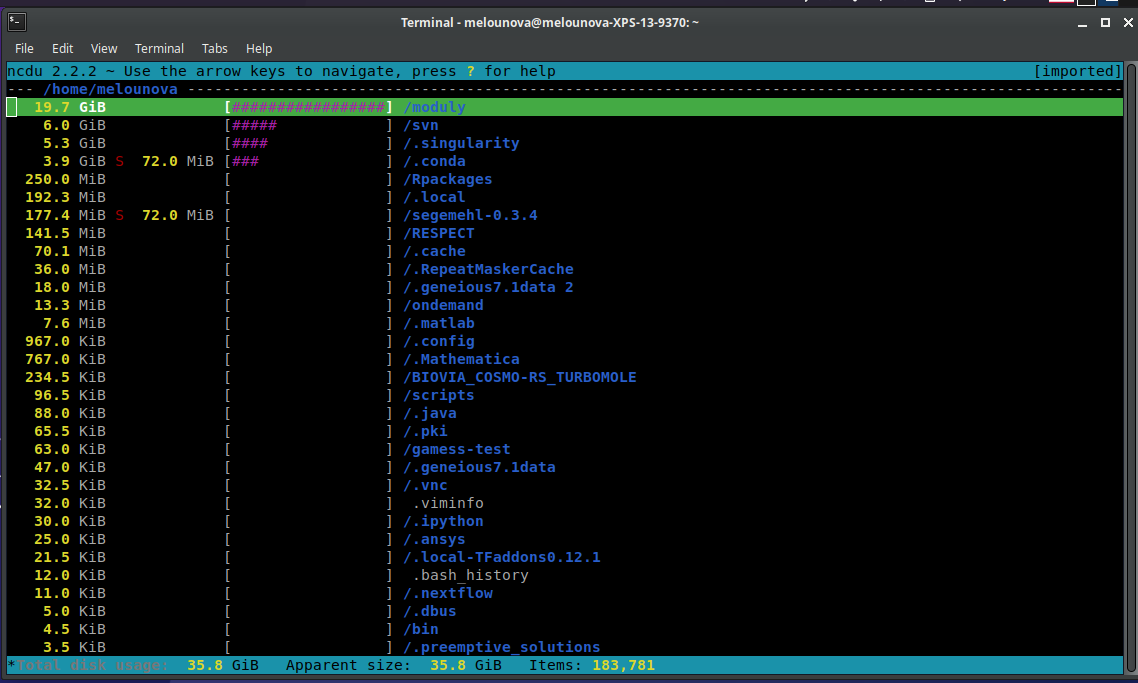 Terminal - melounova@melounova-XPS-13-9370: ~
File Edit View Terminal Tabs Help
ncdu 2.2.2 ~ Use the arrow keys to navigate, press ? for help [imported]
--- /home/melounova ---------------------------------------------------------------------------------------------------------
19.7 GiB [#################] /moduly
6.0 GiB [##### ] /svn
5.3 GiB [#### ] /.singularity
3.9 GiB S 72.0 MiB [### ] /.conda
250.0 MiB [ ] /Rpackages
192.3 MiB [ ] /.local
177.4 MiB S 72.0 MiB [ ] /segemehl-0.3.4
141.5 MiB [ ] /RESPECT
70.1 MiB [ ] /.cache
36.0 MiB [ ] /.RepeatMaskerCache
18.0 MiB [ ] /.geneious7.1data 2
13.3 MiB [ ] /ondemand
7.6 MiB [ ] /.matlab
967.0 KiB [ ] /.config
767.0 KiB [ ] /.Mathematica
234.5 KiB [ ] /BIOVIA_COSMO-RS_TURBOMOLE
96.5 KiB [ ] /scripts
88.0 KiB [ ] /.java
65.5 KiB [ ] /.pki
63.0 KiB [ ] /gamess-test
47.0 KiB [ ] /.geneious7.1data
32.5 KiB [ ] /.vnc
32.0 KiB [ ] .viminfo
30.0 KiB [ ] /.ipython
25.0 KiB [ ] /.ansys
21.5 KiB [ ] /.local-TFaddons0.12.1
12.0 KiB [ ] .bash_history
11.0 KiB [ ] /.nextflow
5.0 KiB [ ] /.dbus
4.5 KiB [ ] /bin
3.5 KiB [ ] /.preemptive_solutions
*Total disk usage: 35.8 GiB Apparent size: 35.8 GiB Items: 183,781